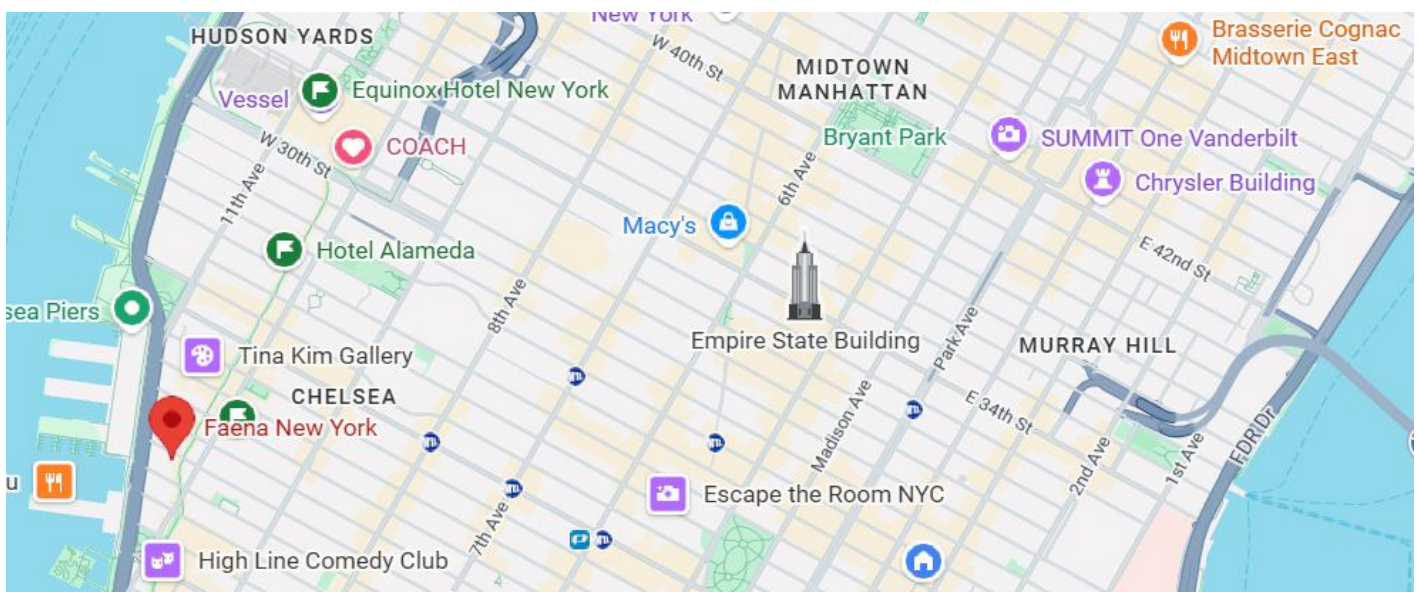 New York
HUDSON YARDS
W 40th St
Brasserie Cognac
Midtown East
MIDTOWN
MANHATTAN
Vessel
Equinox Hotel New York
Bryant Park
SUMMIT One Vanderbilt
W 30th St
COACH
6th Ave
Chrysler Building
11th Ave
Macy's
Hotel Alameda
E 42nd St
8th Ave
sea Piers
Empire State Building
Park Ave
MURRAY HILL
Tina Kim Gallery
CHELSEA
Madison Ave
E 34th St
Faena New York
FDR Dr
2nd Ave
1st Ave
u
Escape the Room NYC
7th Ave
High Line Comedy Club